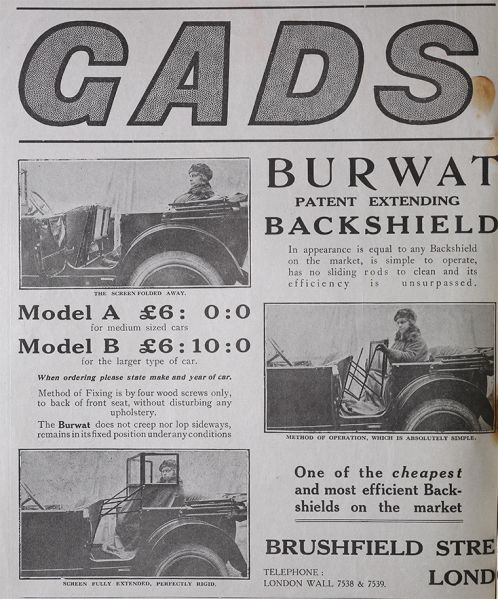 GADS
BURWAT
PATENT EXTENDING
BACKSHIELD
In appearance is equal to any Backshield
on the market, is simple to operate,
has no sliding rods to clean and its
efficiency is unsurpassed.
THE SCREEN FOLDED AWAY.
Model A £6: 0:0
for medium sized cars
Model B £6:10:0
for the larger type of car.
When ordering please state make and year of car.
Method of Fixing is by four wood screws only,
to back of front seat, without disturbing any
upholstery.
The Burwat does not creep nor lop sideways,
remains in its fixed position under any conditions
METHOD OF OPERATION, WHICH IS ABSOLUTELY SIMPLE.
SCREEN FULLY EXTENDED, PERFECTLY RIGID.
One of the cheapest
and most efficient Back-
shields on the market
BRUSHFIELD STRE
TELEPHONE:
LONDON WALL 7538 & 7539.
LOND